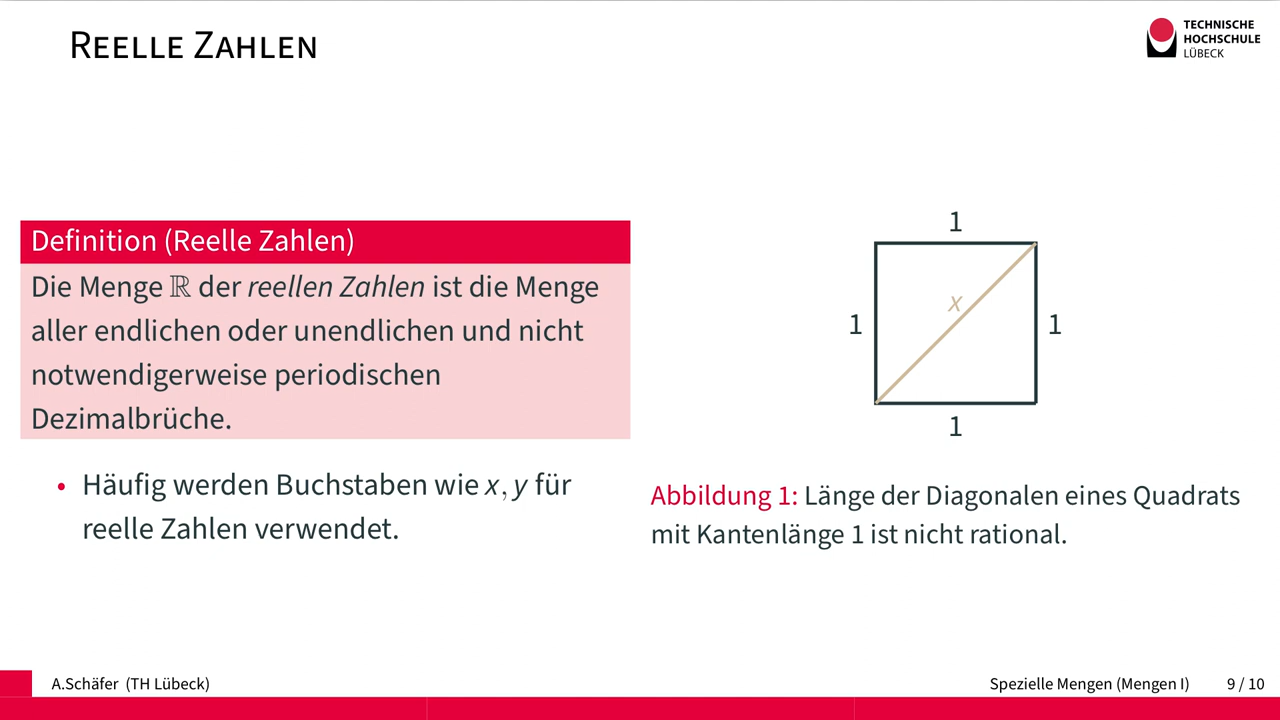 REELLE ZAHLEN
TECHNISCHE
HOCHSCHULE
LÜBECK
Definition (Reelle Zahlen)
Die Menge ℝ der reellen Zahlen ist die Menge
aller endlichen oder unendlichen und nicht
notwendigerweise periodischen
Dezimalbrüche.
• Häufig werden Buchstaben wie x, y für
reelle Zahlen verwendet.
1
x
1
1
1
Abbildung 1: Länge der Diagonalen eines Quadrats
mit Kantenlänge 1 ist nicht rational.
A.Schäfer (TH Lübeck)
Spezielle Mengen (Mengen I)
9 / 10